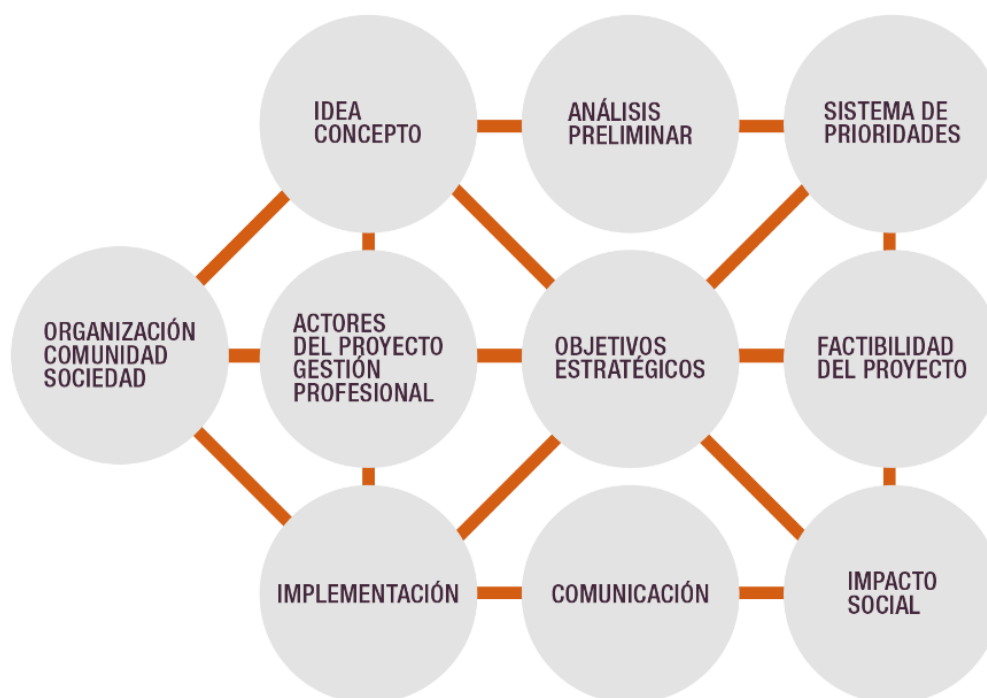 IDEA
CONCEPTO
ANÁLISIS
PRELIMINAR
SISTEMA DE
PRIORIDADES
ORGANIZACIÓN
COMUNIDAD
SOCIEDAD
ACTORES
DEL PROYECTO
GESTIÓN
PROFESIONAL
OBJETIVOS
ESTRATÉGICOS
FACTIBILIDAD
DEL PROYECTO
IMPLEMENTACIÓN
COMUNICACIÓN
IMPACTO
SOCIAL